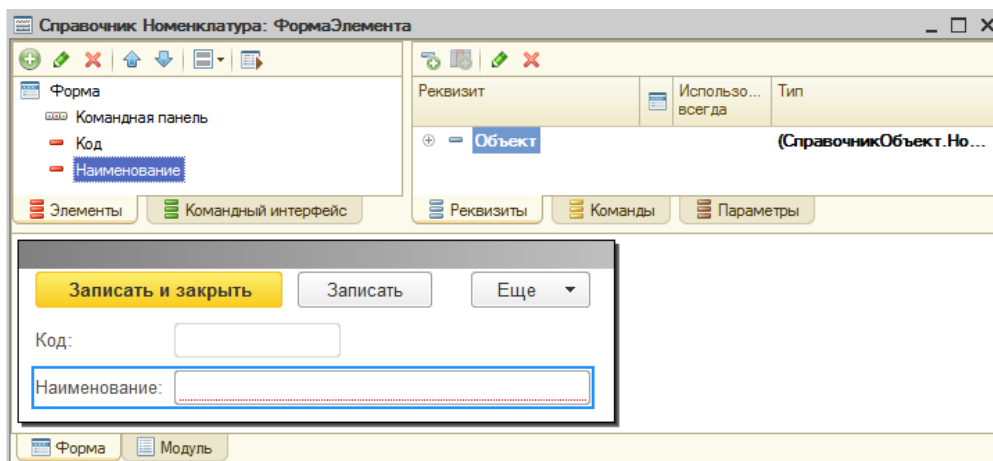 Справочник Номенклатура: ФормаЭлемента
Форма
Командная панель
Код
Наименование
Элементы
Командный интерфейс
Реквизит
Использо...
всегда
Тип
Объект
(СправочникОбъект.Но...
Реквизиты
Команды
Параметры
Записать и закрыть
Записать
Еще
Код:
Наименование:
Форма
Модуль